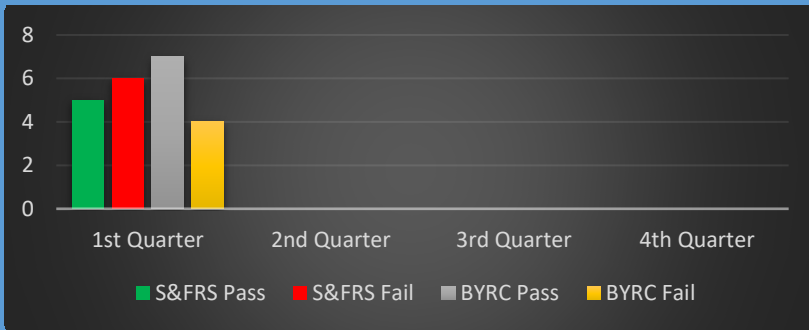 8
6
4
2
0
1st Quarter 2nd Quarter 3rd Quarter 4th Quarter
S&FRS Pass S&FRS Fail BYRC Pass BYRC Fail